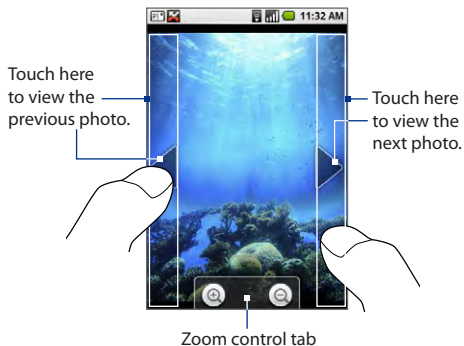 11:32 AM
Touch here
to view the
previous photo.
Touch here
to view the
next photo.
Zoom control tab